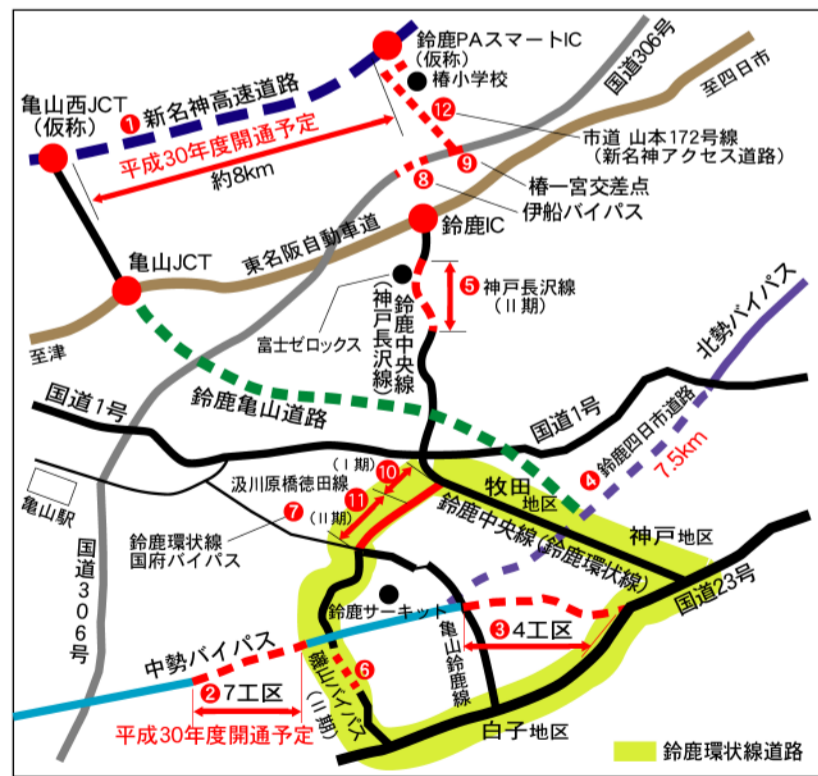 鈴鹿PAスマートIC
(仮称)
椿小学校
国道306号
至四日市
亀山西JCT
(仮称)
❶新名神高速道路
平成30年度開通予定
約8km
⓬
市道 山本172号線
(新名神アクセス道路)
❾
椿一宮交差点
❽
伊船バイパス
鈴鹿IC
東名阪自動車道
亀山JCT
❺神戸長沢線
(II期)
富士ゼロックス
鈴鹿中央線
(神戸長沢線)
至津
北勢バイパス
国道1号
鈴鹿亀山道路
国道1号
❹鈴鹿四日市道路
7.5km
亀山駅
汲川原橋徳田線
(I期)
❿
⓫
(II期)
❼
鈴鹿環状線
国府バイパス
牧田
地区
鈴鹿中央線(鈴鹿環状線)
神戸地区
国道23号
国道306号
鈴鹿サーキット
中勢バイパス
❷7工区
平成30年度開通予定
磯山バイパス
(II期)
❻
亀山鈴鹿線
❸4工区
白子地区
鈴鹿環状線道路